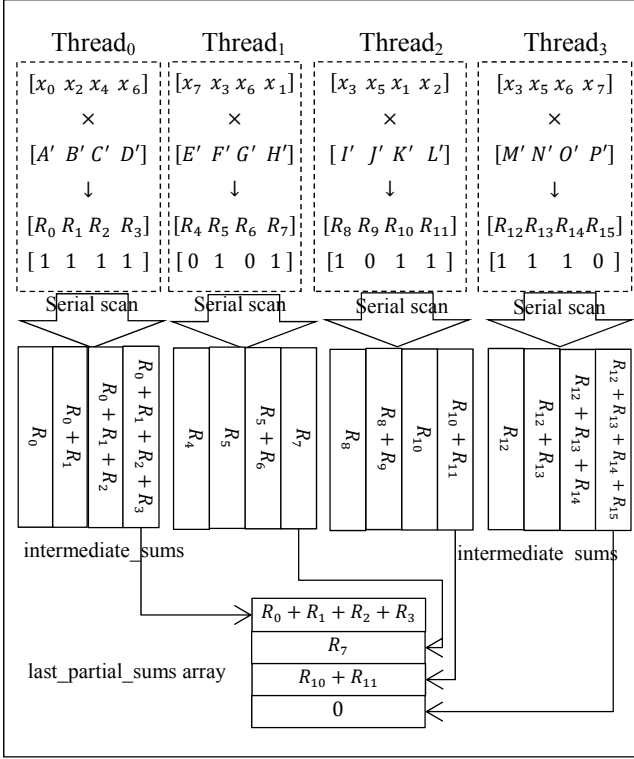 Thread₀ Thread₁ Thread₂ Thread₃
[x₀ x₂ x₄ x₆] [x₇ x₃ x₆ x₁] [x₃ x₅ x₁ x₂] [x₃ x₅ x₆ x₇]
× × × ×
[A′ B′ C′ D′] [E′ F′ G′ H′] [I′ J′ K′ L′] [M′ N′ O′ P′]
↓ ↓ ↓ ↓
[R₀ R₁ R₂ R₃] [R₄ R₅ R₆ R₇] [R₈ R₉ R₁₀ R₁₁] [R₁₂R₁₃R₁₄R₁₅]
[1 1 1 1] [0 1 0 1] [1 0 1 1] [1 1 1 0]
Serial scan Serial scan Serial scan Serial scan
R₀
R₀ + R₁
R₀ + R₁ + R₂
R₀ + R₁ + R₂ + R₃
R₄
R₅
R₅ + R₆
R₇
R₈
R₈ + R₉
R₁₀
R₁₀ + R₁₁
R₁₂
R₁₂ + R₁₃
R₁₂ + R₁₃ + R₁₄
R₁₂ + R₁₃ + R₁₄ + R₁₅
intermediate_sums intermediate sums
R₀ + R₁ + R₂ + R₃
R₇
last_partial_sums array
R₁₀ + R₁₁
0